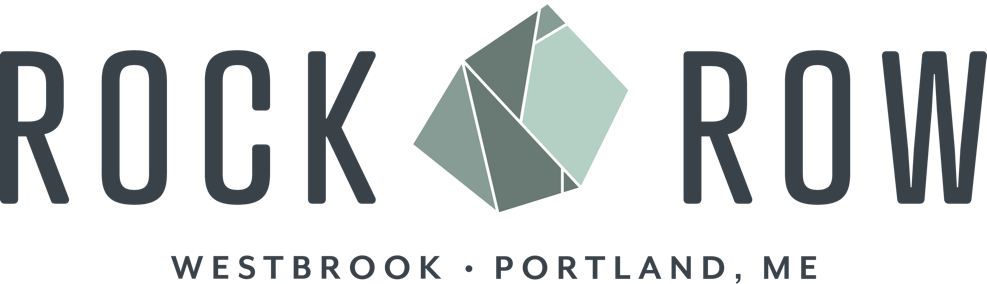 ROCK ROW
WESTBROOK · PORTLAND, ME